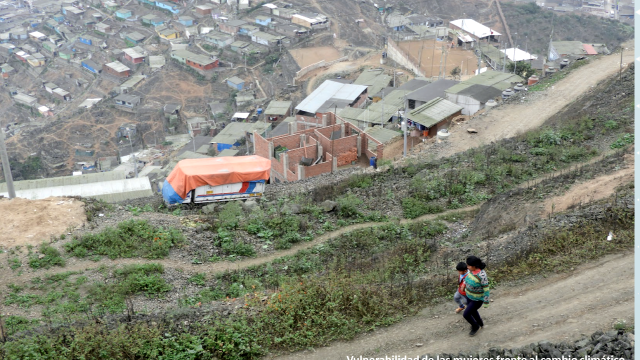 Vulnerabilidad de las mujeres frente al cambio climático